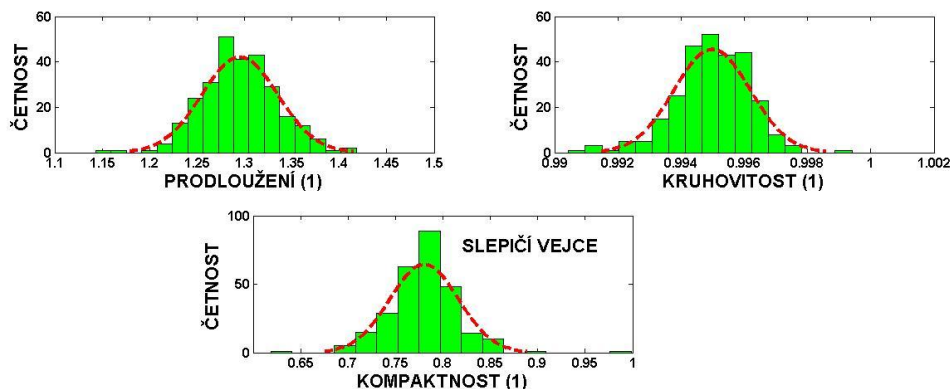 60
40
20
0
ČETNOST
1.1 1.15 1.2 1.25 1.3 1.35 1.4 1.45 1.5
PRODLOUŽENÍ (1)
60
40
20
0
ČETNOST
0.99 0.992 0.994 0.996 0.998 1 1.002
KRUHOVITOST (1)
100
50
0
ČETNOST
SLEPIČÍ VEJCE
0.65 0.7 0.75 0.8 0.85 0.9 0.95 1
KOMPAKTNOST (1)